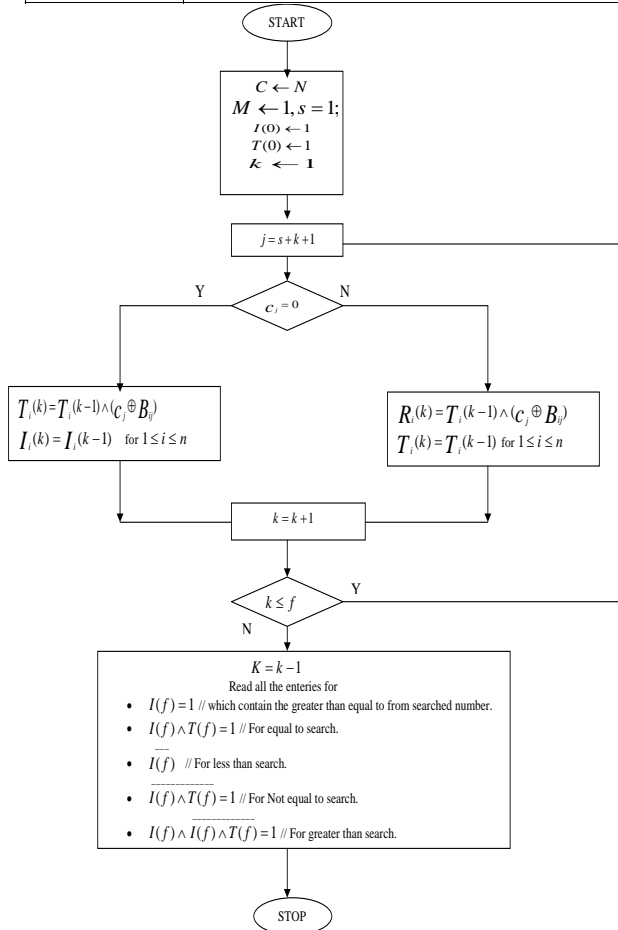 START
C ← N
M ← 1, s = 1;
I(0) ← 1
T(0) ← 1
k ← 1
j = s + k + 1
Y
N
c_j = 0
T_i(k) = T_i(k−1) ∧ (c_j ⊕ B_ij)
I_i(k) = I_i(k−1) for 1 ≤ i ≤ n
R_i(k) = T_i(k−1) ∧ (c_j ⊕ B_ij)
T_i(k) = T_i(k−1) for 1 ≤ i ≤ n
k = k + 1
k ≤ f
Y
N
K = k − 1
Read all the enteries for
• I(f) = 1 // which contain the greater than equal to from searched number.
• I(f) ∧ T(f) = 1 // For equal to search.
• I̅(̅f̅)̅ // For less than search.
• I̅(̅f̅)̅ ̅∧̅ ̅T̅(̅f̅)̅ = 1 // For Not equal to search.
• I(f) ∧ I̅(̅f̅)̅ ̅∧̅ ̅T̅(̅f̅)̅ = 1 // For greater than search.
STOP